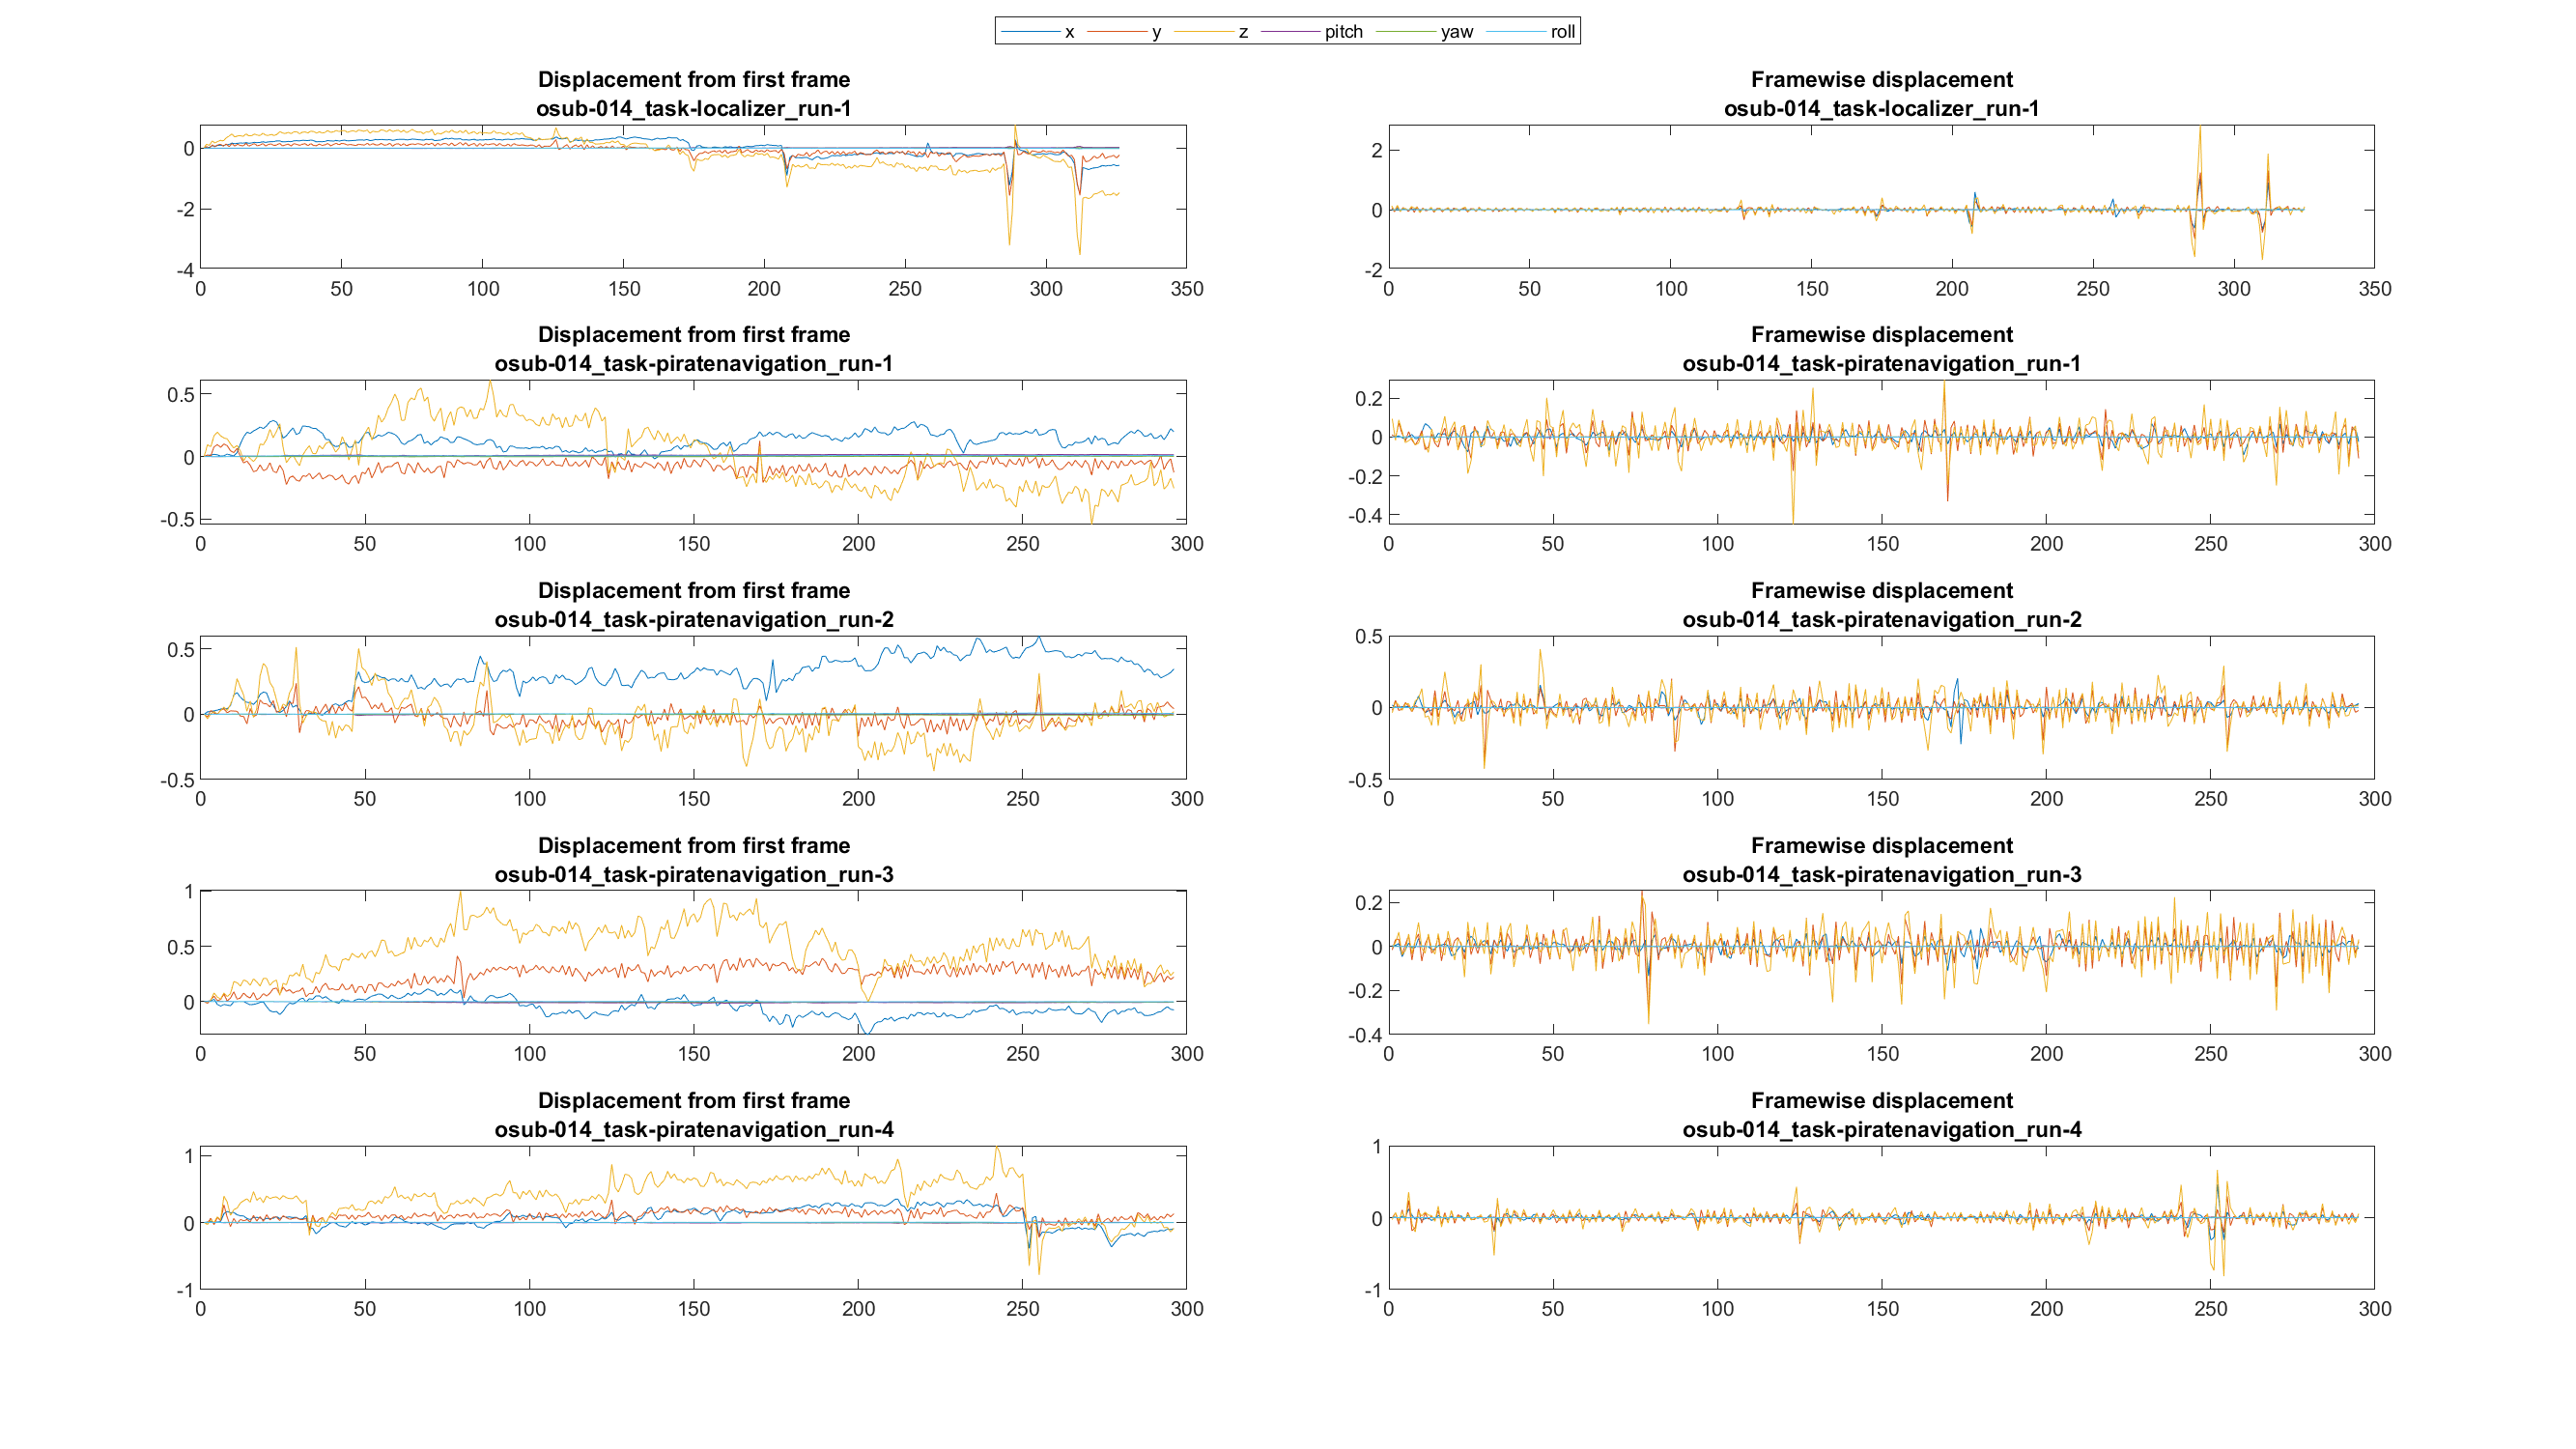 x y z pitch yaw roll
Displacement from first frame
osub-014_task-localizer_run-1
0
-2
-4
0 50 100 150 200 250 300 350
Framewise displacement
osub-014_task-localizer_run-1
2
0
-2
0 50 100 150 200 250 300 350
Displacement from first frame
osub-014_task-piratenavigation_run-1
0.5
0
-0.5
0 50 100 150 200 250 300
Framewise displacement
osub-014_task-piratenavigation_run-1
0.2
0
-0.2
-0.4
0 50 100 150 200 250 300
Displacement from first frame
osub-014_task-piratenavigation_run-2
0.5
0
-0.5
0 50 100 150 200 250 300
Framewise displacement
osub-014_task-piratenavigation_run-2
0.5
0
-0.5
0 50 100 150 200 250 300
Displacement from first frame
osub-014_task-piratenavigation_run-3
1
0.5
0
0 50 100 150 200 250 300
Framewise displacement
osub-014_task-piratenavigation_run-3
0.2
0
-0.2
-0.4
0 50 100 150 200 250 300
Displacement from first frame
osub-014_task-piratenavigation_run-4
1
0
-1
0 50 100 150 200 250 300
Framewise displacement
osub-014_task-piratenavigation_run-4
1
0
-1
0 50 100 150 200 250 300